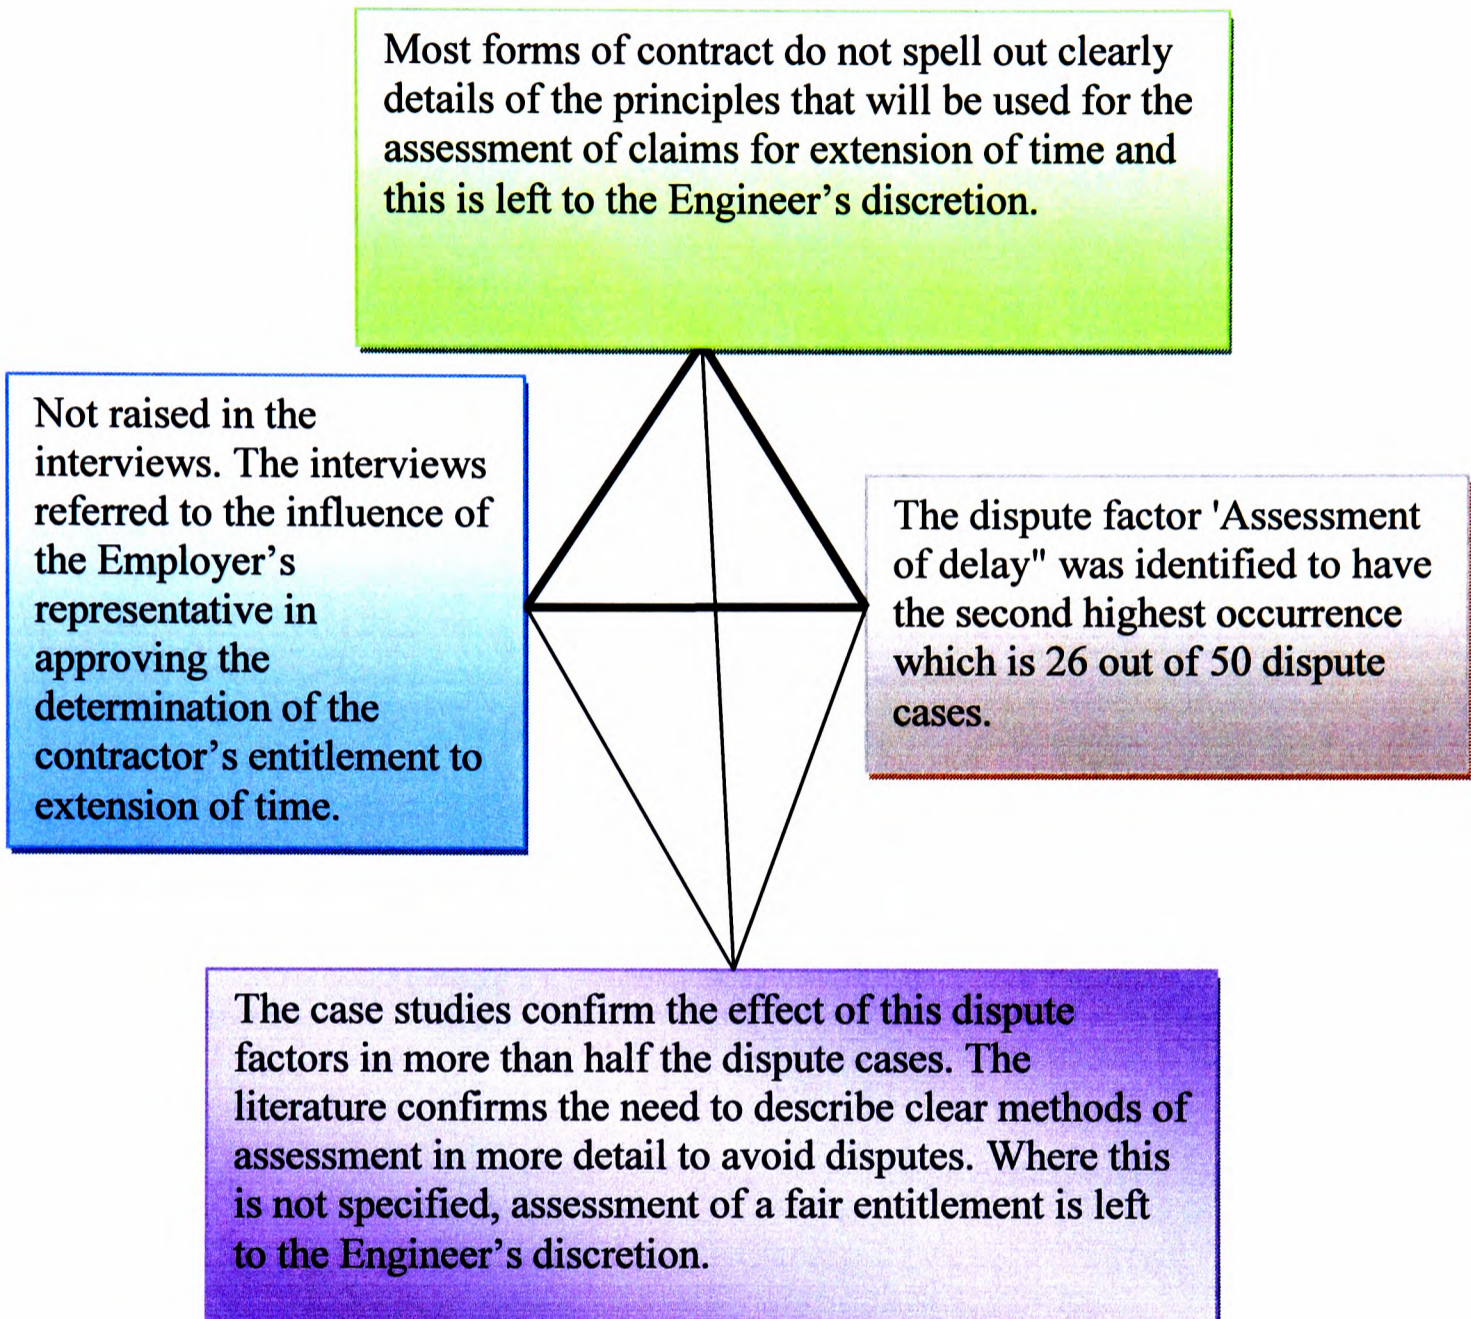 Most forms of contract do not spell out clearly
details of the principles that will be used for the
assessment of claims for extension of time and
this is left to the Engineer’s discretion.
Not raised in the
interviews. The interviews
referred to the influence of
the Employer’s
representative in
approving the
determination of the
contractor’s entitlement to
extension of time.
The dispute factor 'Assessment
of delay" was identified to have
the second highest occurrence
which is 26 out of 50 dispute
cases.
The case studies confirm the effect of this dispute
factors in more than half the dispute cases. The
literature confirms the need to describe clear methods of
assessment in more detail to avoid disputes. Where this
is not specified, assessment of a fair entitlement is left
to the Engineer’s discretion.